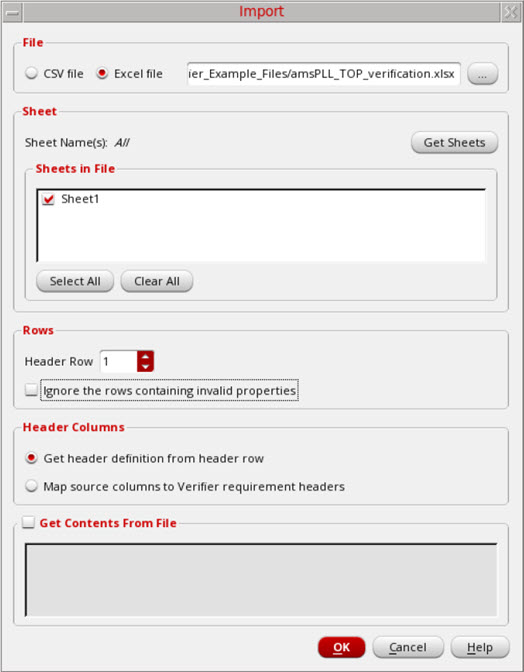 Import
File
CSV file
Excel file
ier_Example_Files/amsPLL_TOP_verification.xlsx
...
Sheet
Sheet Name(s): All
Get Sheets
Sheets in File
Sheet1
Select All
Clear All
Rows
Header Row 1
Ignore the rows containing invalid properties
Header Columns
Get header definition from header row
Map source columns to Verifier requirement headers
Get Contents From File
OK
Cancel
Help